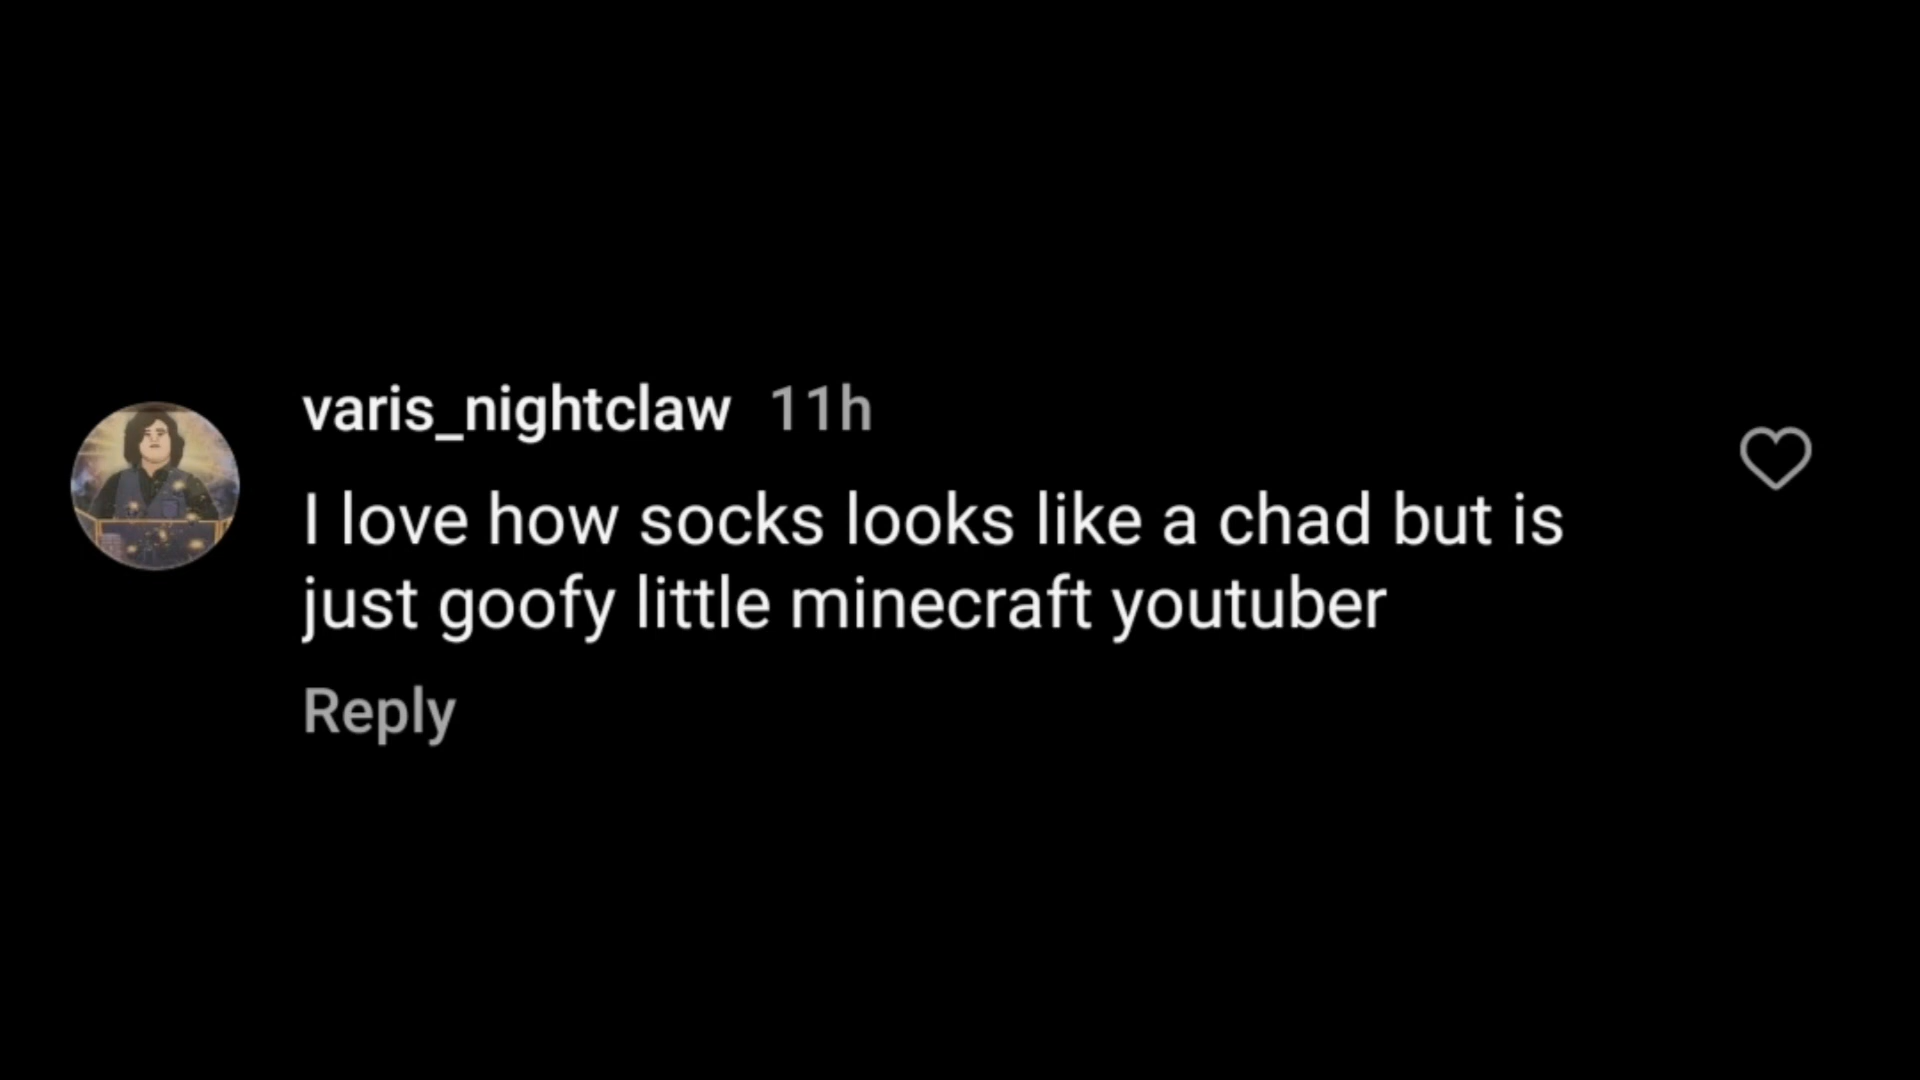 varis_nightclaw 11h
I love how socks looks like a chad but is
just goofy little minecraft youtuber
Reply